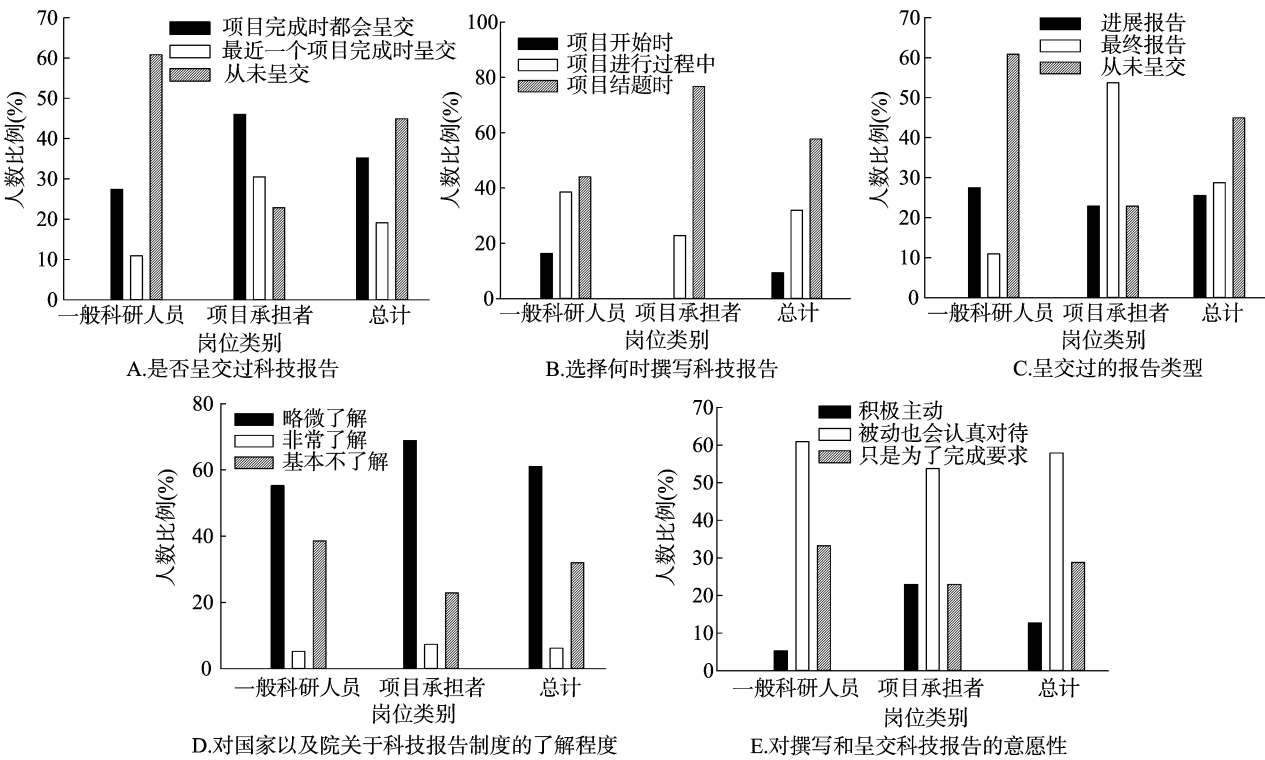 人数比例(%)
70
60
50
40
30
20
10
0
项目完成时都会呈交
最近一个项目完成时呈交
从未呈交
一般科研人员 项目承担者 总计
岗位类别
A.是否呈交过科技报告
人数比例(%)
100
80
60
40
20
0
项目开始时
项目进行过程中
项目结题时
一般科研人员 项目承担者 总计
岗位类别
B.选择何时撰写科技报告
人数比例(%)
70
60
50
40
30
20
10
0
进展报告
最终报告
从未呈交
一般科研人员 项目承担者 总计
岗位类别
C.呈交过的报告类型
人数比例(%)
80
60
40
20
0
略微了解
非常了解
基本不了解
一般科研人员 项目承担者 总计
岗位类别
D.对国家以及院关于科技报告制度的了解程度
人数比例(%)
70
60
50
40
30
20
10
0
积极主动
被动也会认真对待
只是为了完成要求
一般科研人员 项目承担者 总计
岗位类别
E.对撰写和呈交科技报告的意愿性